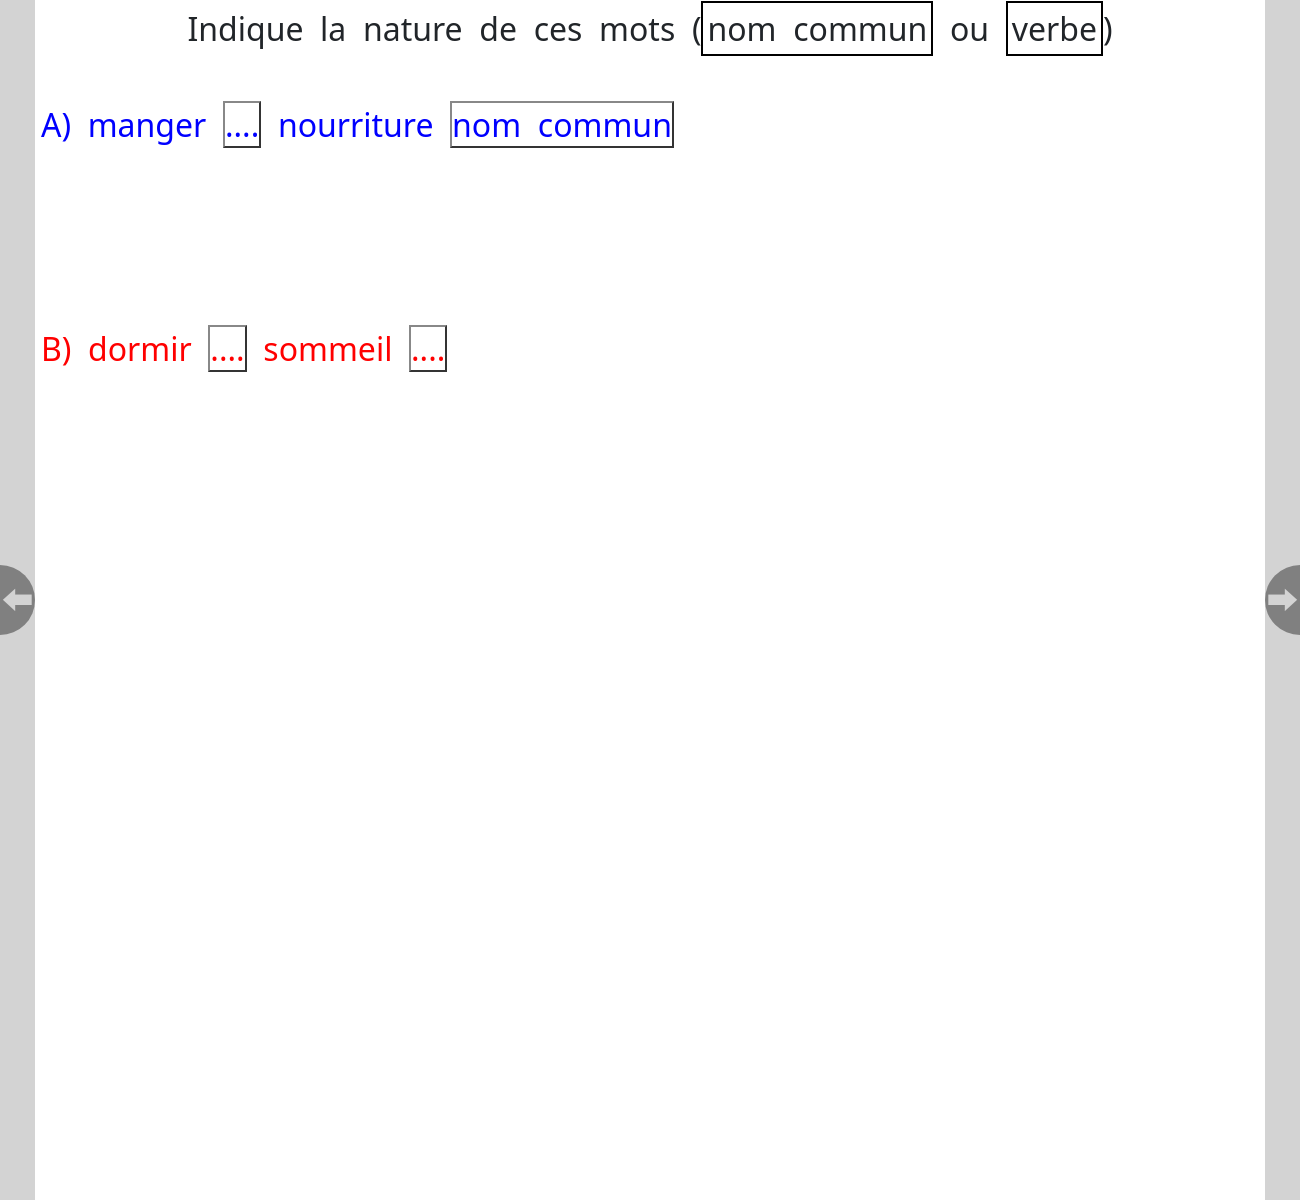 Indique la nature de ces mots (nom commun ou verbe)
A) manger .... nourriture nom commun
B) dormir .... sommeil ....